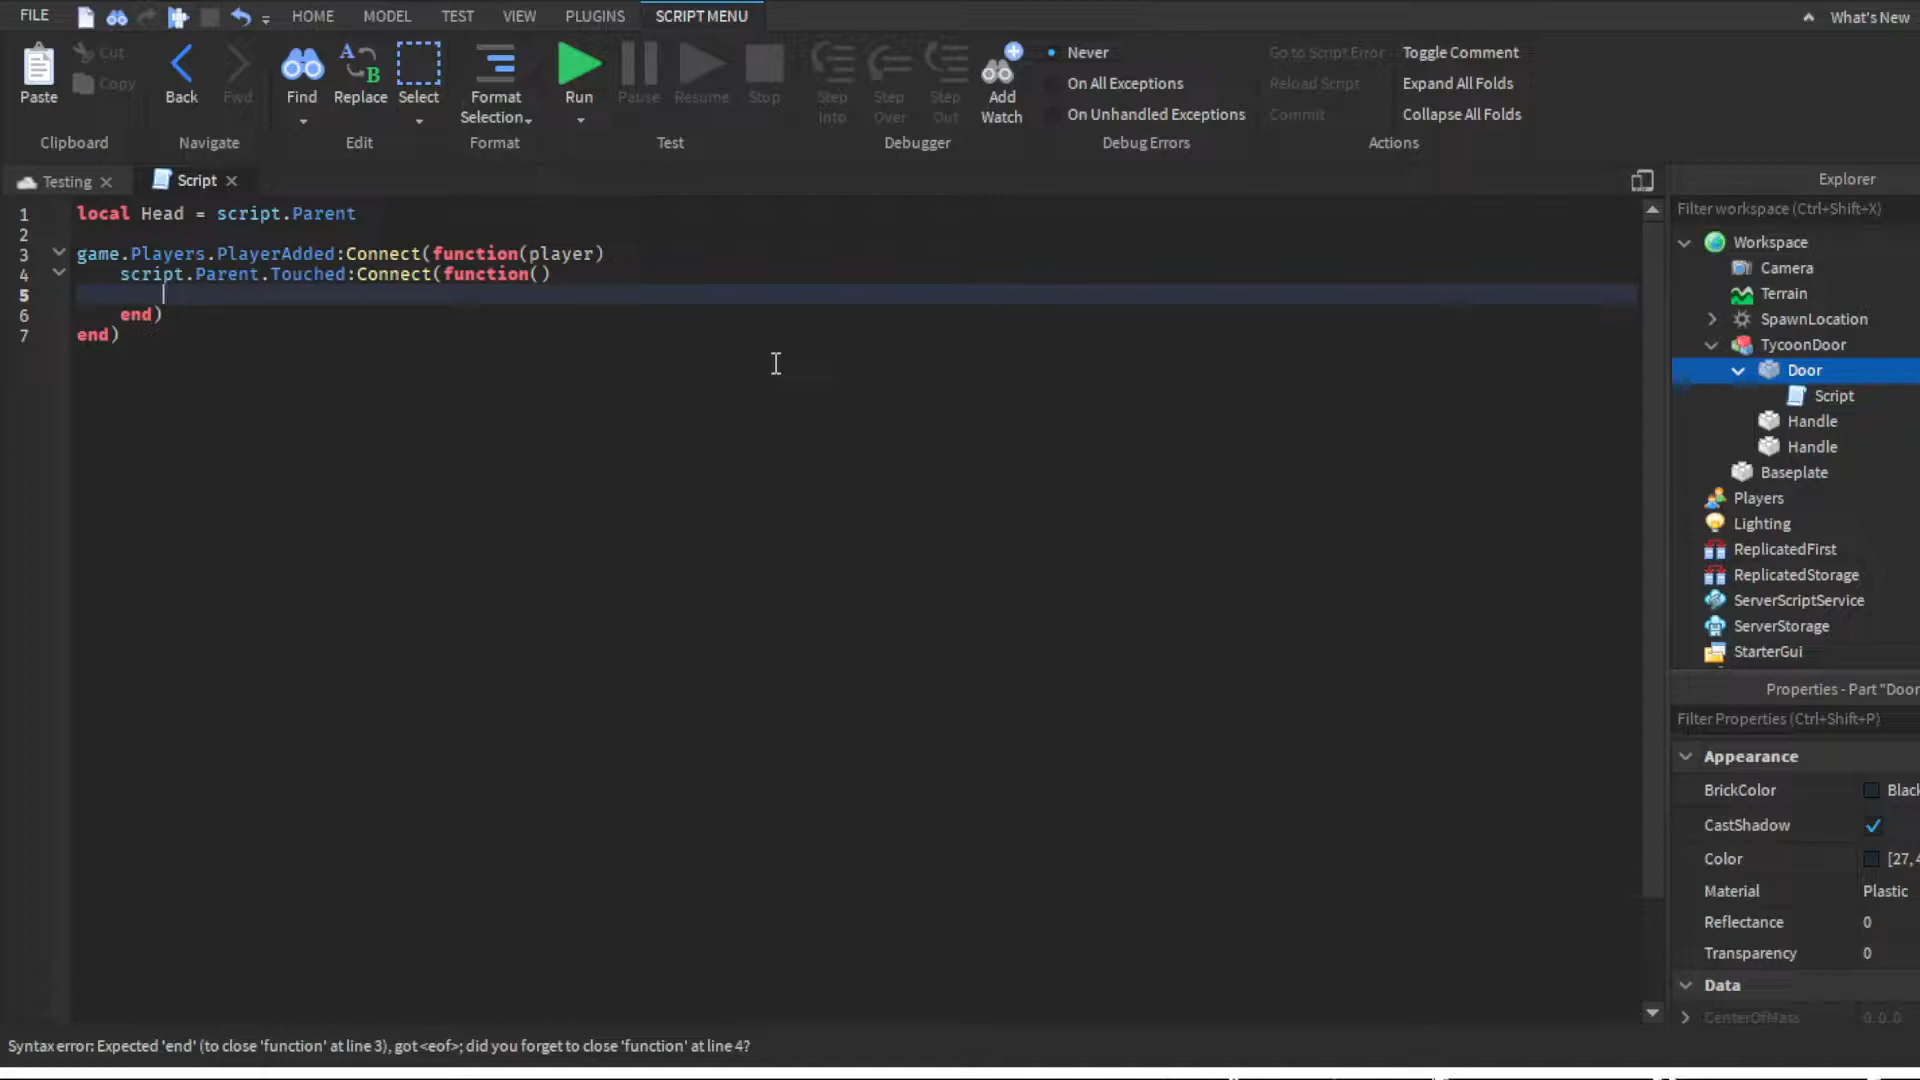 FILE HOME MODEL TEST VIEW PLUGINS SCRIPT MENU What's New
Paste Cut Copy Back Fwd Find Replace Select Format Selection Run Pause Resume Stop Step Into Step Over Step Out Add Watch
Never
On All Exceptions
On Unhandled Exceptions
Go to Script Error
Reload Script
Commit
Toggle Comment
Expand All Folds
Collapse All Folds
Clipboard Navigate Edit Format Test Debugger Debug Errors Actions
Testing Script
1 local Head = script.Parent
2
3 game.Players.PlayerAdded:Connect(function(player)
4 script.Parent.Touched:Connect(function()
5
6 end)
7 end)
Explorer
Filter workspace (Ctrl+Shift+X)
Workspace
Camera
Terrain
SpawnLocation
TycoonDoor
Door
Script
Handle
Handle
Baseplate
Players
Lighting
ReplicatedFirst
ReplicatedStorage
ServerScriptService
ServerStorage
StarterGui
Properties - Part "Door
Filter Properties (Ctrl+Shift+P)
Appearance
BrickColor Black
CastShadow
Color [27, 4
Material Plastic
Reflectance 0
Transparency 0
Data
CenterOfMass 0, 0, 0
Syntax error: Expected 'end' (to close 'function' at line 3), got <eof>; did you forget to close 'function' at line 4?